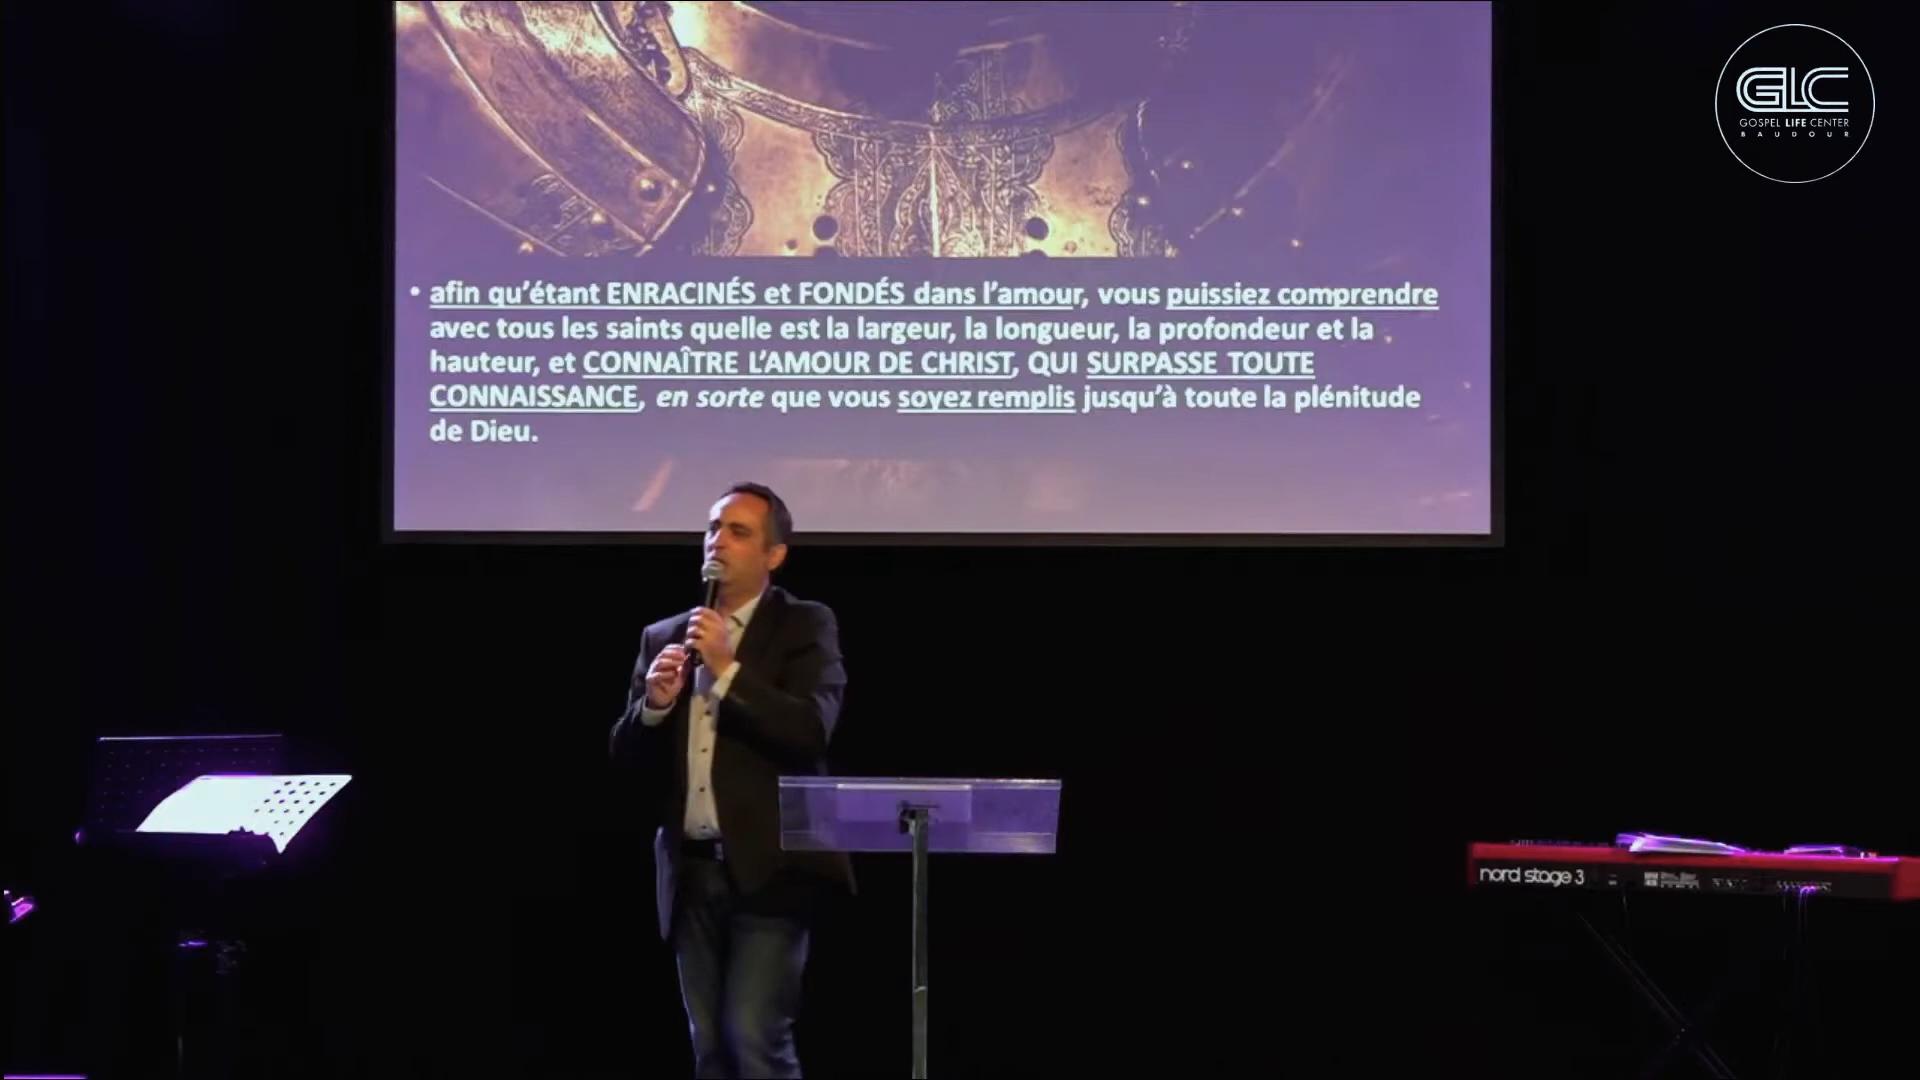 GLC
GOSPEL LIFE CENTER
BAUDOUR
• afin qu’étant ENRACINÉS et FONDÉS dans l’amour, vous puissiez comprendre
avec tous les saints quelle est la largeur, la longueur, la profondeur et la
hauteur, et CONNAÎTRE L’AMOUR DE CHRIST, QUI SURPASSE TOUTE
CONNAISSANCE, en sorte que vous soyez remplis jusqu’à toute la plénitude
de Dieu.
nord stage 3